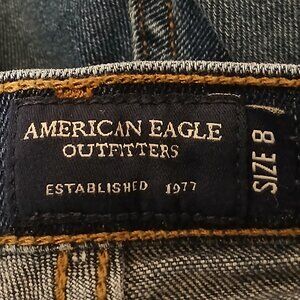 AMERICAN EAGLE
OUTFITTERS
ESTABLISHED 1977
SIZE 8